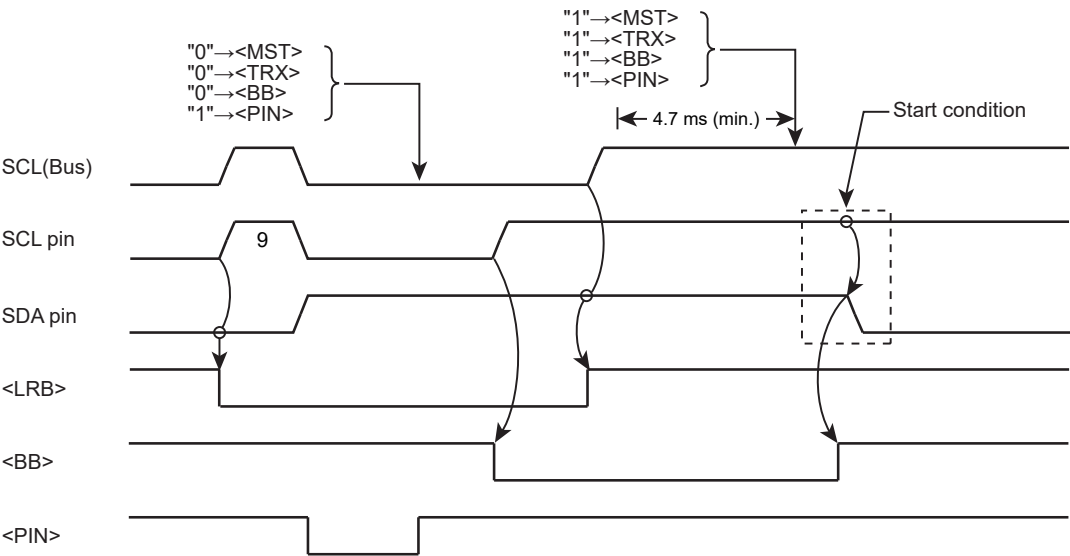 "0"→<MST>
"0"→<TRX>
"0"→<BB>
"1"→<PIN>
"1"→<MST>
"1"→<TRX>
"1"→<BB>
"1"→<PIN>
4.7 ms (min.)
Start condition
SCL(Bus)
SCL pin
9
SDA pin
<LRB>
<BB>
<PIN>